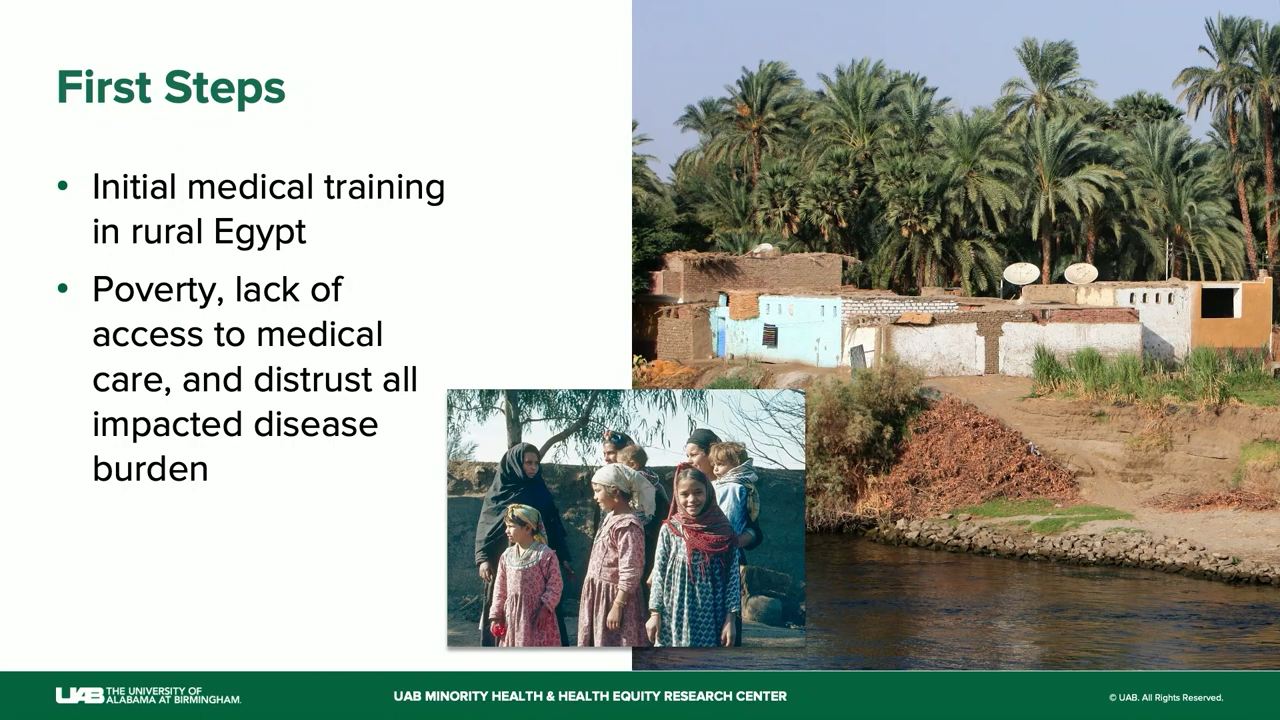 First Steps
• Initial medical training
in rural Egypt
• Poverty, lack of
access to medical
care, and distrust all
impacted disease
burden
UAB THE UNIVERSITY OF
ALABAMA AT BIRMINGHAM.
UAB MINORITY HEALTH & HEALTH EQUITY RESEARCH CENTER
© UAB. All Rights Reserved.